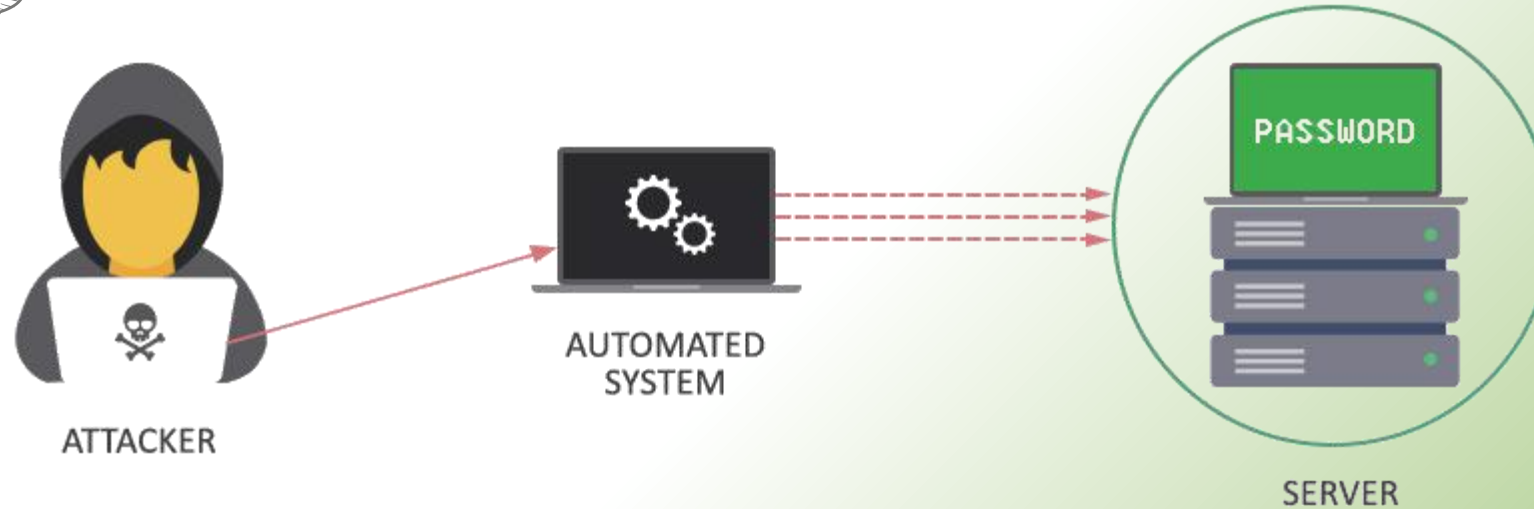 PASSWORD
AUTOMATED
SYSTEM
ATTACKER
SERVER